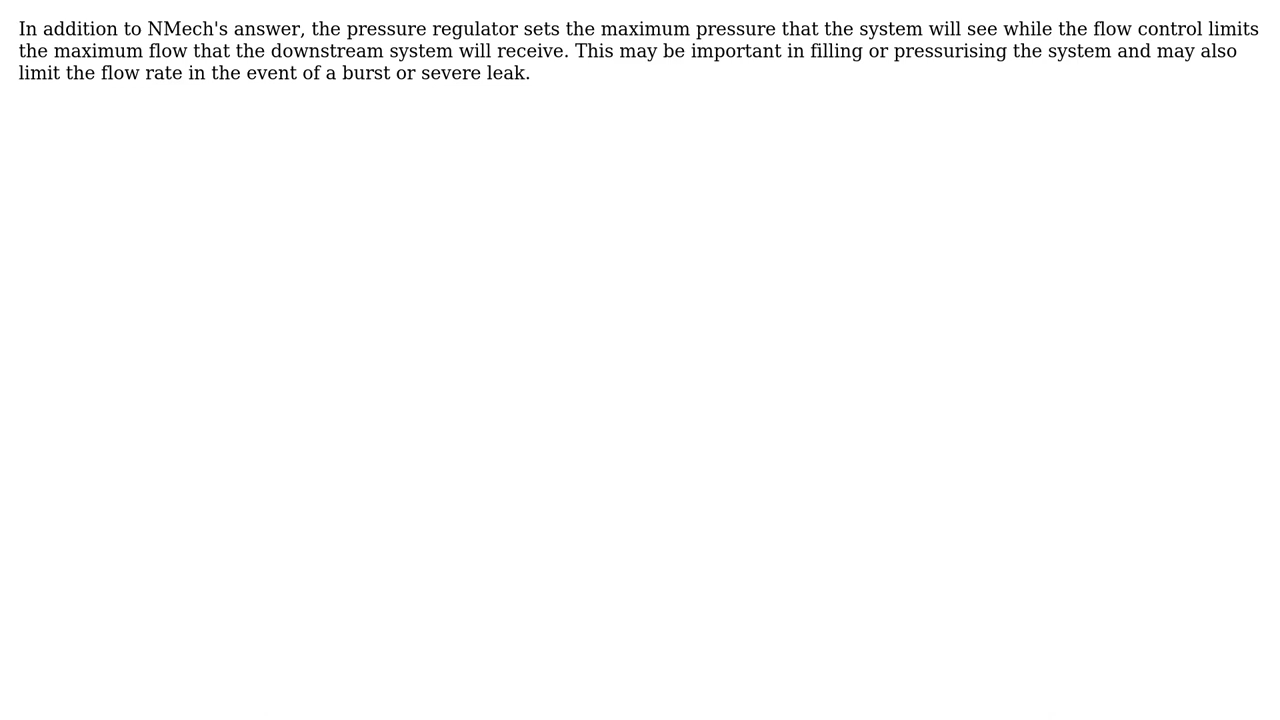 In addition to NMech's answer, the pressure regulator sets the maximum pressure that the system will see while the flow control limits
the maximum flow that the downstream system will receive. This may be important in filling or pressurising the system and may also
limit the flow rate in the event of a burst or severe leak.